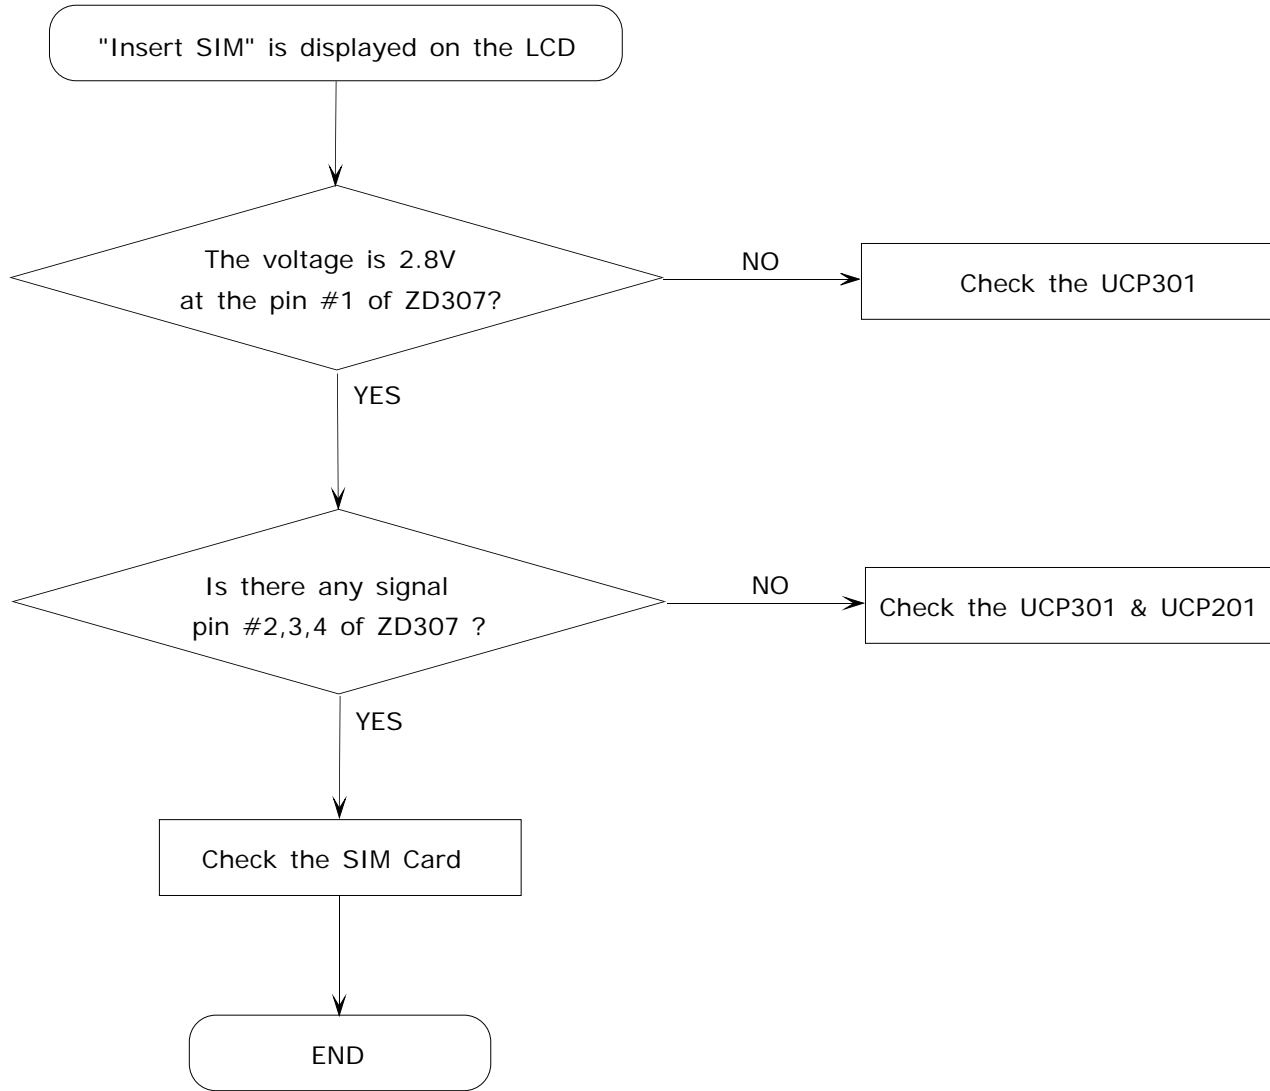 "Insert SIM" is displayed on the LCD
The voltage is 2.8V
at the pin #1 of ZD307?
NO
Check the UCP301
YES
Is there any signal
pin #2,3,4 of ZD307 ?
NO
Check the UCP301 & UCP201
YES
Check the SIM Card
END